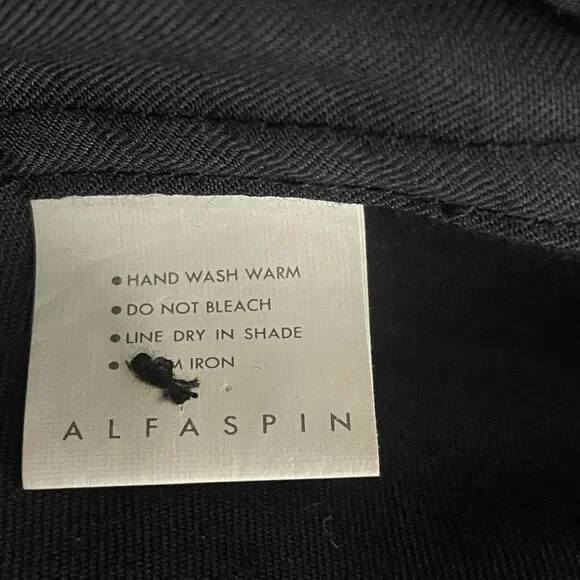 • HAND WASH WARM
• DO NOT BLEACH
• LINE DRY IN SHADE
• IRON
ALFASPIN